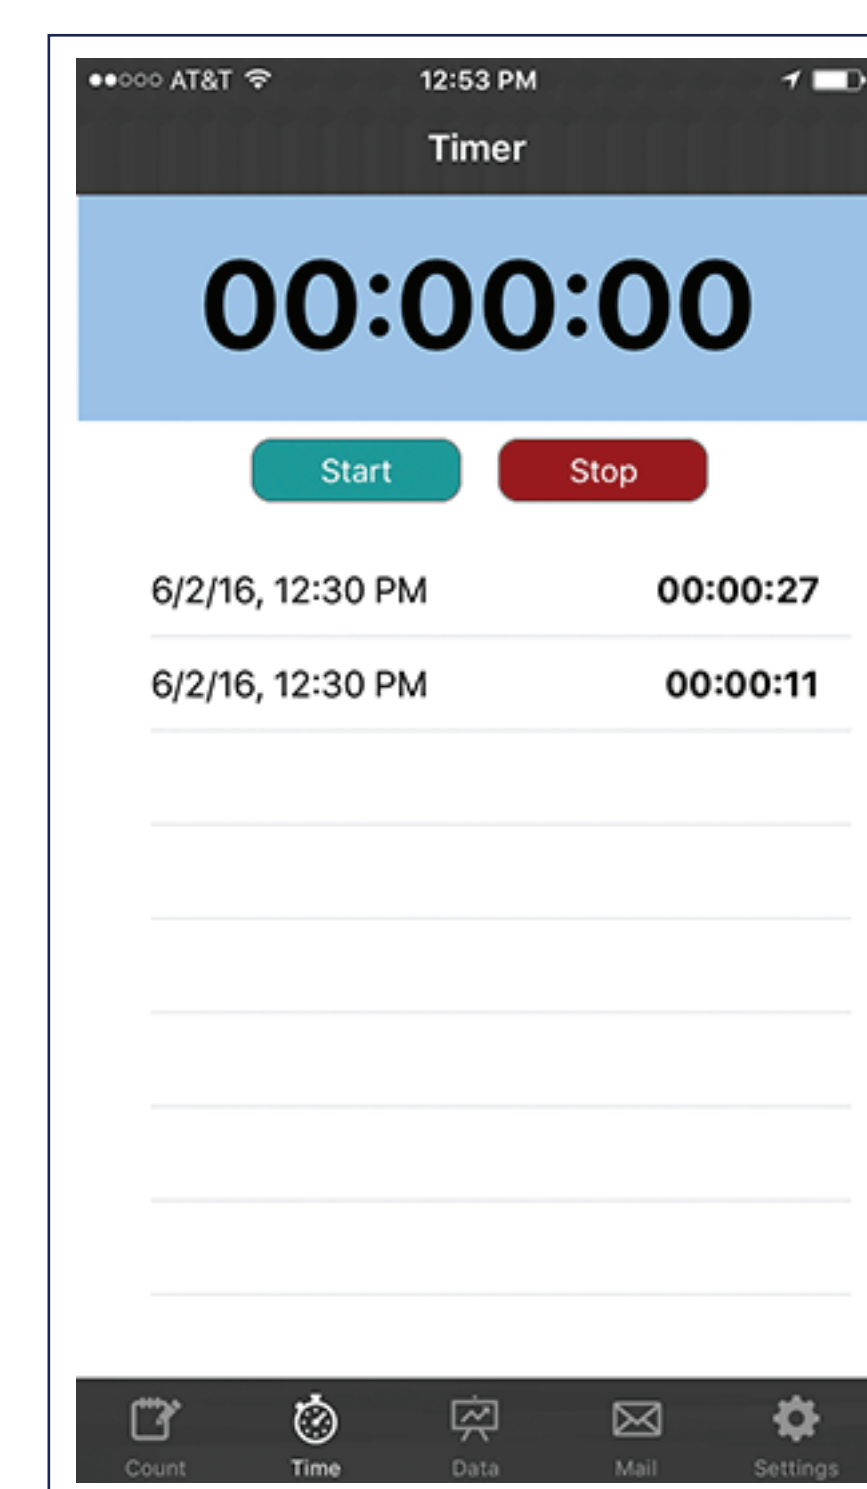 AT&T 12:53 PM
Timer
00:00:00
Start Stop
6/2/16, 12:30 PM 00:00:27
6/2/16, 12:30 PM 00:00:11
Count Time Data Mail Settings